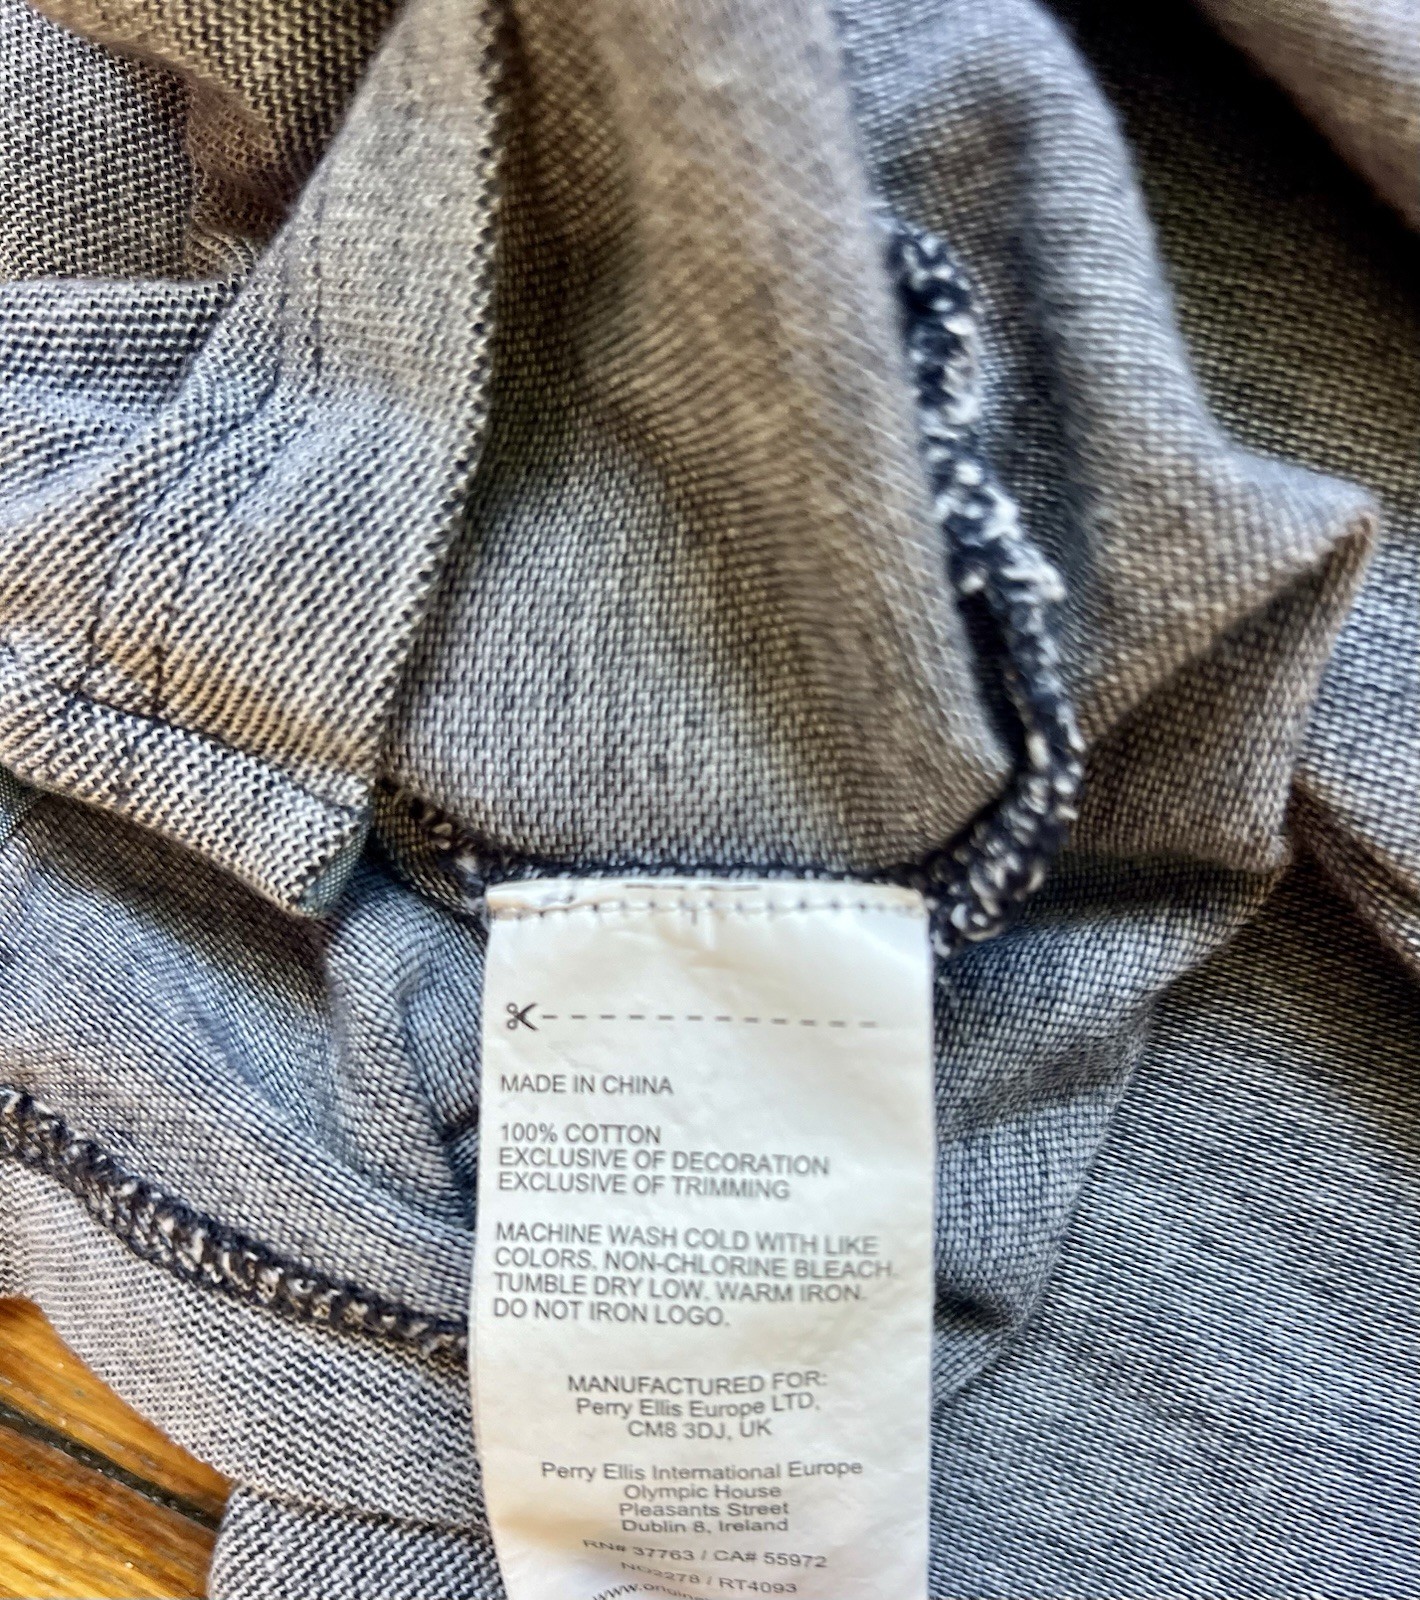 MADE IN CHINA
100% COTTON
EXCLUSIVE OF DECORATION
EXCLUSIVE OF TRIMMING
MACHINE WASH COLD WITH LIKE
COLORS. NON-CHLORINE BLEACH.
TUMBLE DRY LOW. WARM IRON.
DO NOT IRON LOGO.
MANUFACTURED FOR:
Perry Ellis Europe LTD,
CM8 3DJ, UK
Perry Ellis International Europe
Olympic House
Pleasants Street
Dublin 8, Ireland
RN# 37763 / CA# 55972
/ RT4093